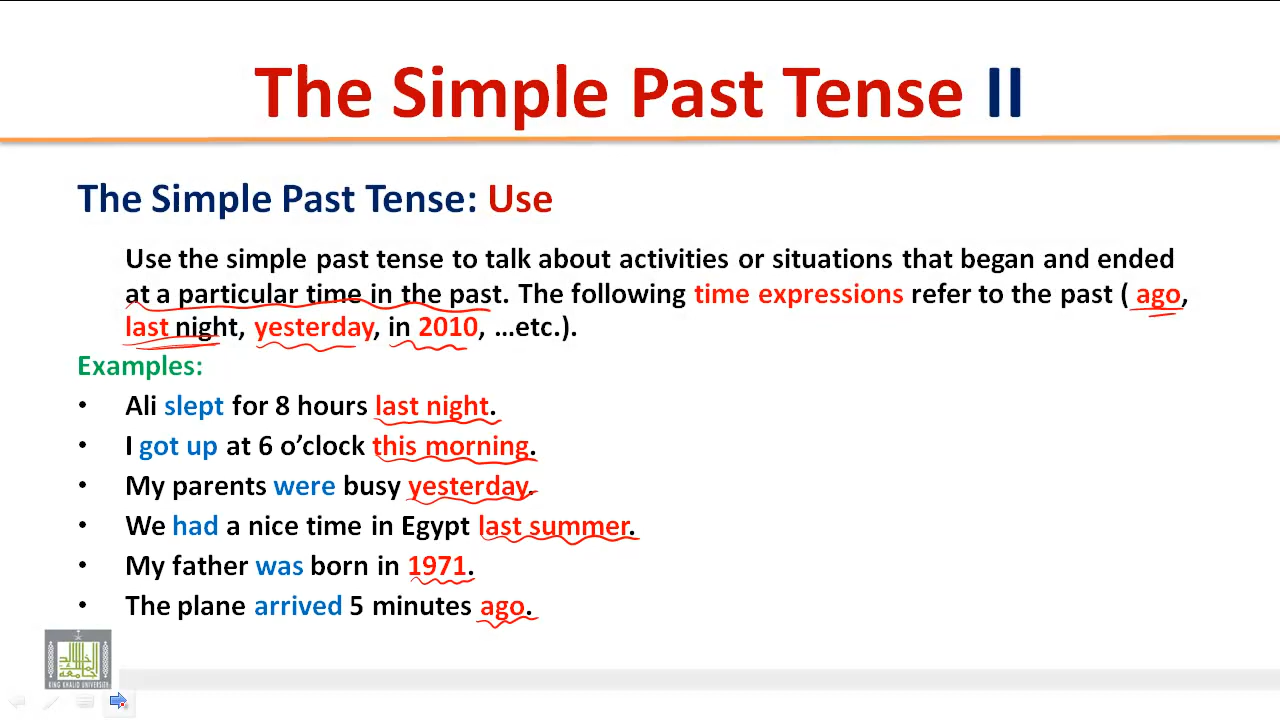 The Simple Past Tense II
The Simple Past Tense: Use
Use the simple past tense to talk about activities or situations that began and ended
at a particular time in the past. The following time expressions refer to the past ( ago,
last night, yesterday, in 2010, …etc.).
Examples:
• Ali slept for 8 hours last night.
• I got up at 6 o’clock this morning.
• My parents were busy yesterday.
• We had a nice time in Egypt last summer.
• My father was born in 1971.
• The plane arrived 5 minutes ago.
KING KHALID UNIVERSITY